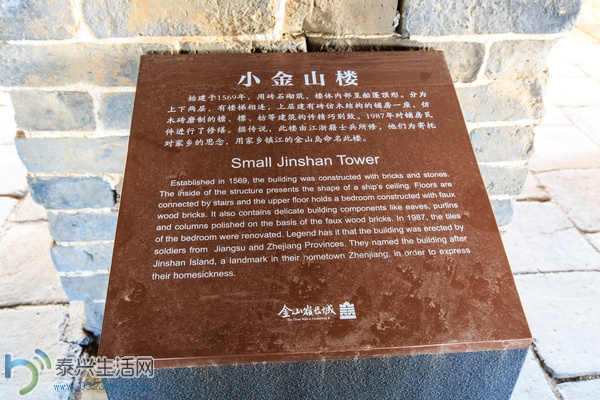 小金山楼
始建于1569年，用砖石砌筑，楼体内部呈船篷顶形。分为
上下两层，有楼梯相连，上层建有砖仿木结构的铺房一座，仿
木砖磨制的檐、檩、枋等建筑构件精巧别致。1987年对铺房瓦
件进行了修缮。据传说，此楼由江浙籍士兵所修，他们为寄托
对家乡的思念，用家乡镇江的金山岛命名此楼。
Small Jinshan Tower
Established in 1569, the building was constructed with bricks and stones.
The inside of the structure presents the shape of a ship's ceiling. Floors are
connected by stairs and the upper floor holds a bedroom constructed with faux
wood bricks. It also contains delicate building components like eaves, purlins
and columns polished on the basis of the faux wood bricks. In 1987, the tiles
of the bedroom were renovated. Legend has it that the building was erected by
soldiers from Jiangsu and Zhejiang Provinces. They named the building after
Jinshan Island, a landmark in their hometown Zhenjiang, in order to express
their homesickness.
金山岭长城
泰兴生活网